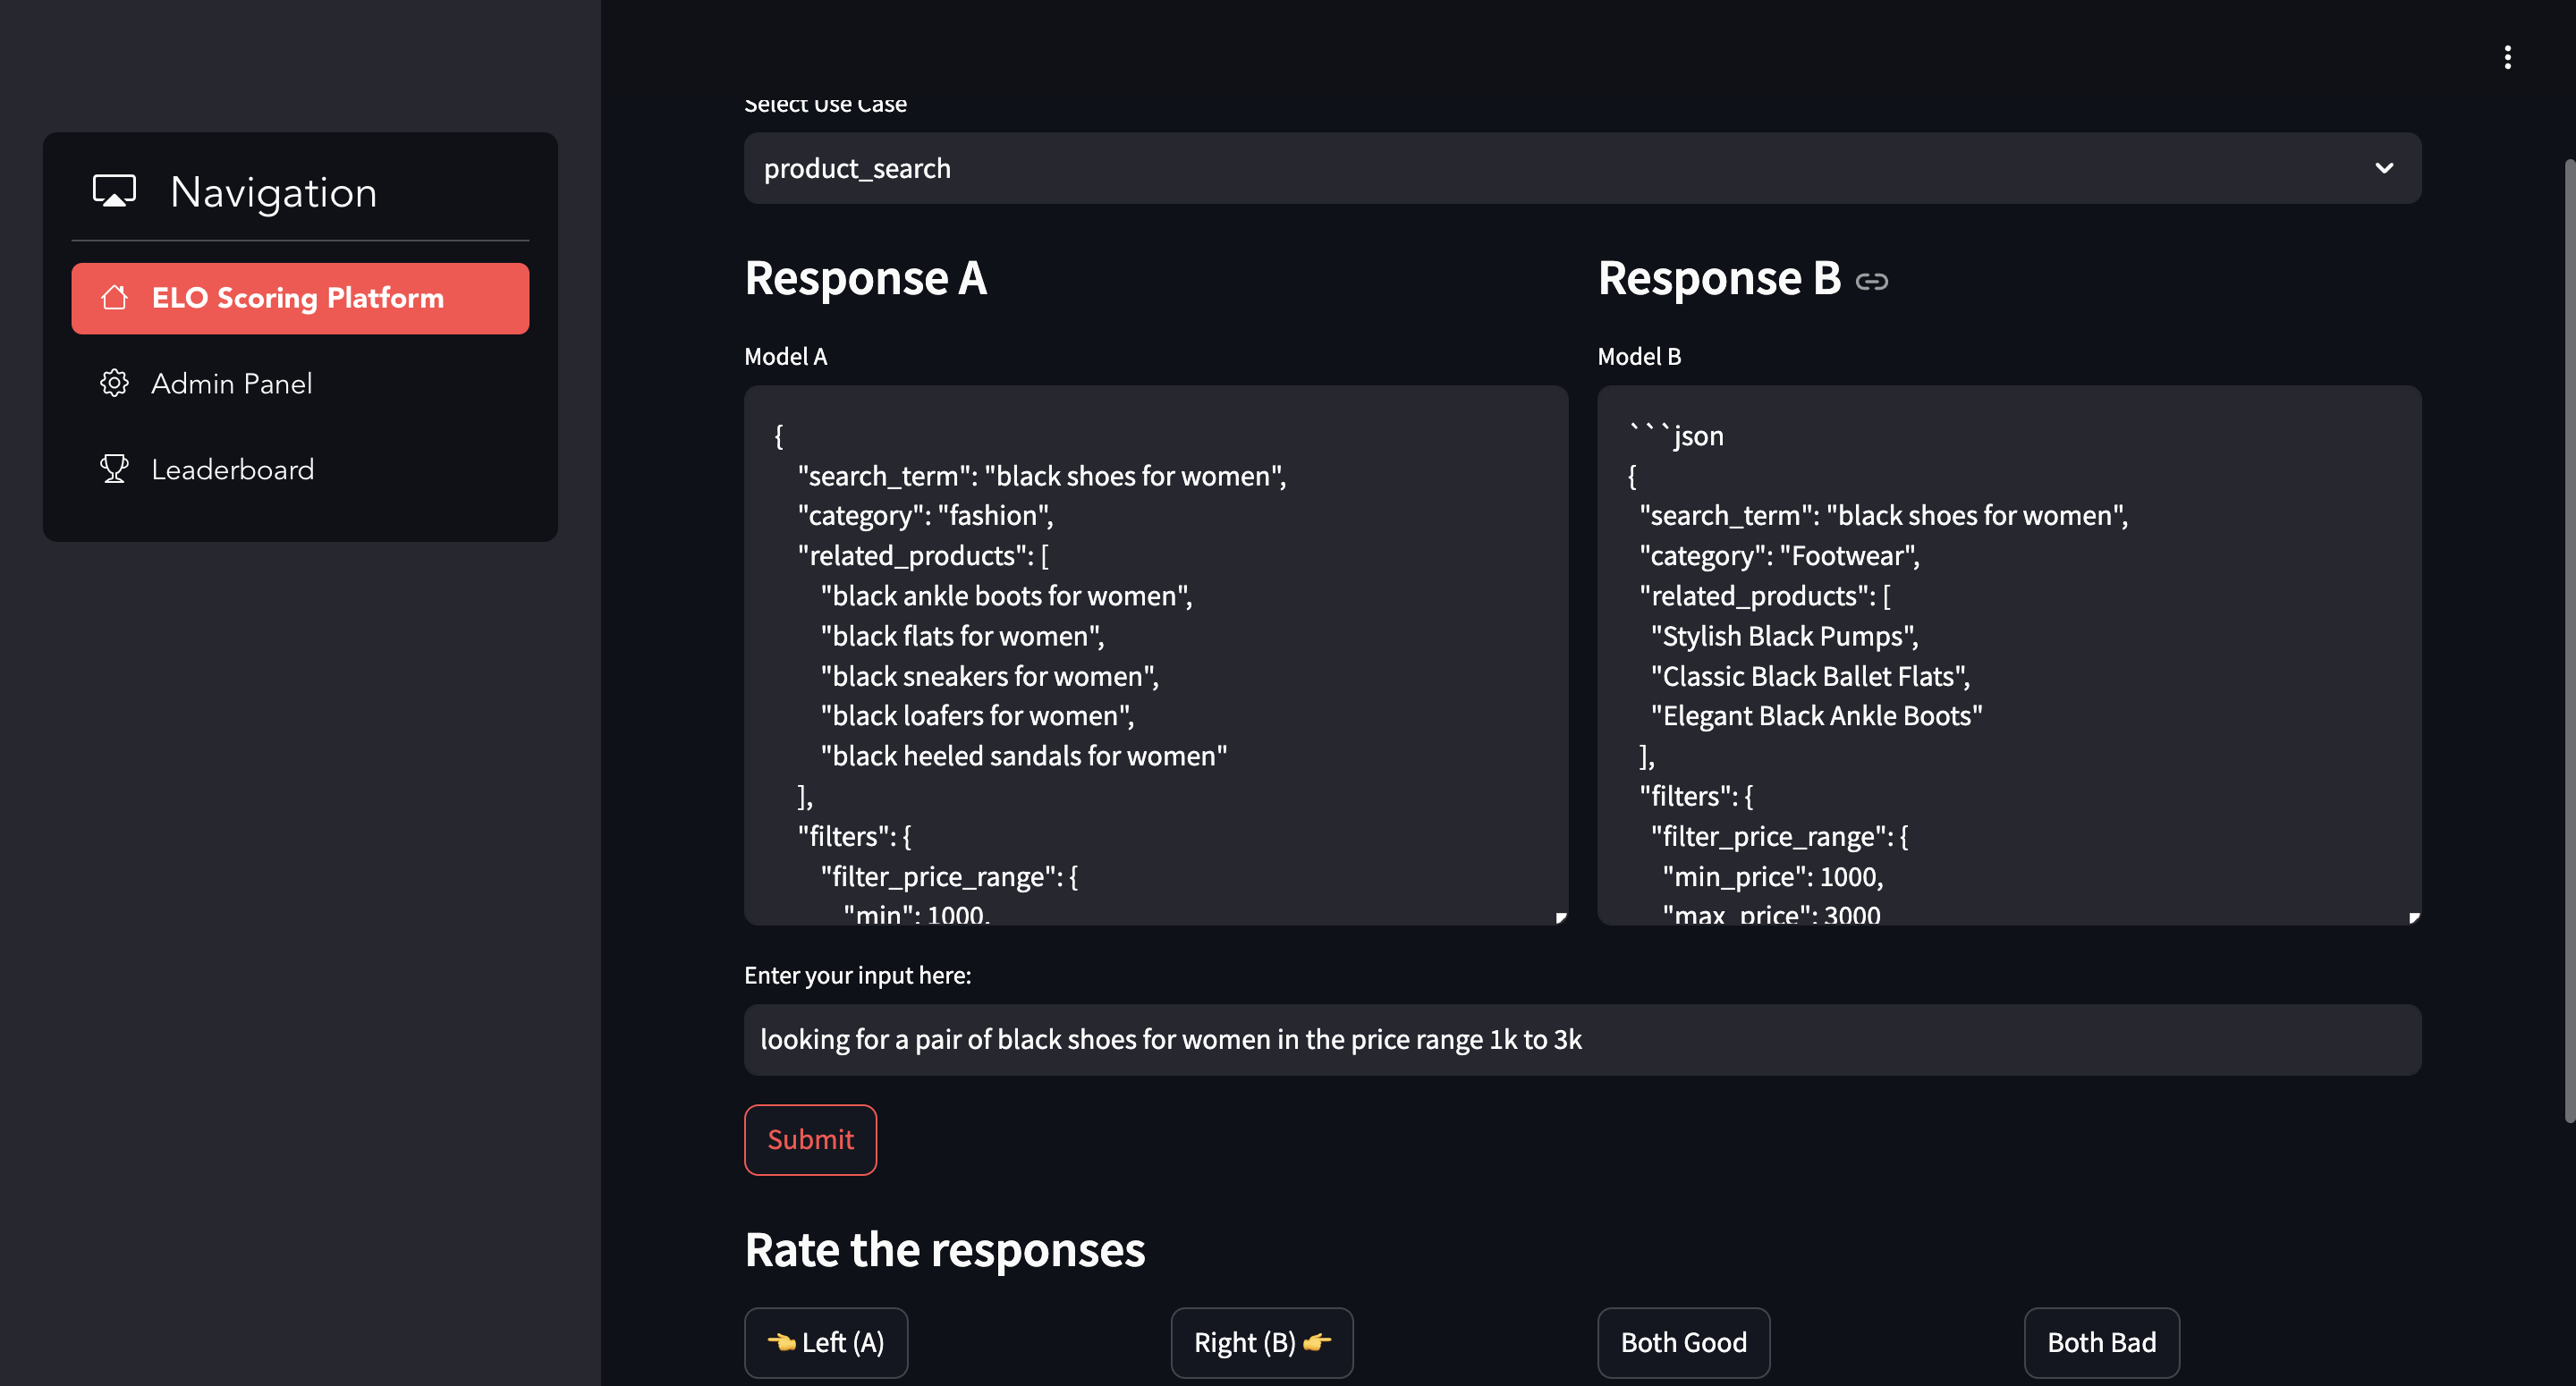 Navigation
ELO Scoring Platform
Admin Panel
Leaderboard
Select Use Case
product_search
Response A
Model A
{
"search_term": "black shoes for women",
"category": "fashion",
"related_products": [
"black ankle boots for women",
"black flats for women",
"black sneakers for women",
"black loafers for women",
"black heeled sandals for women"
],
"filters": {
"filter_price_range": {
"min": 1000,
Response B
Model B
```json
{
"search_term": "black shoes for women",
"category": "Footwear",
"related_products": [
"Stylish Black Pumps",
"Classic Black Ballet Flats",
"Elegant Black Ankle Boots"
],
"filters": {
"filter_price_range": {
"min_price": 1000,
"max_price": 3000
Enter your input here:
looking for a pair of black shoes for women in the price range 1k to 3k
Submit
Rate the responses
👈 Left (A)
Right (B) 👉
Both Good
Both Bad